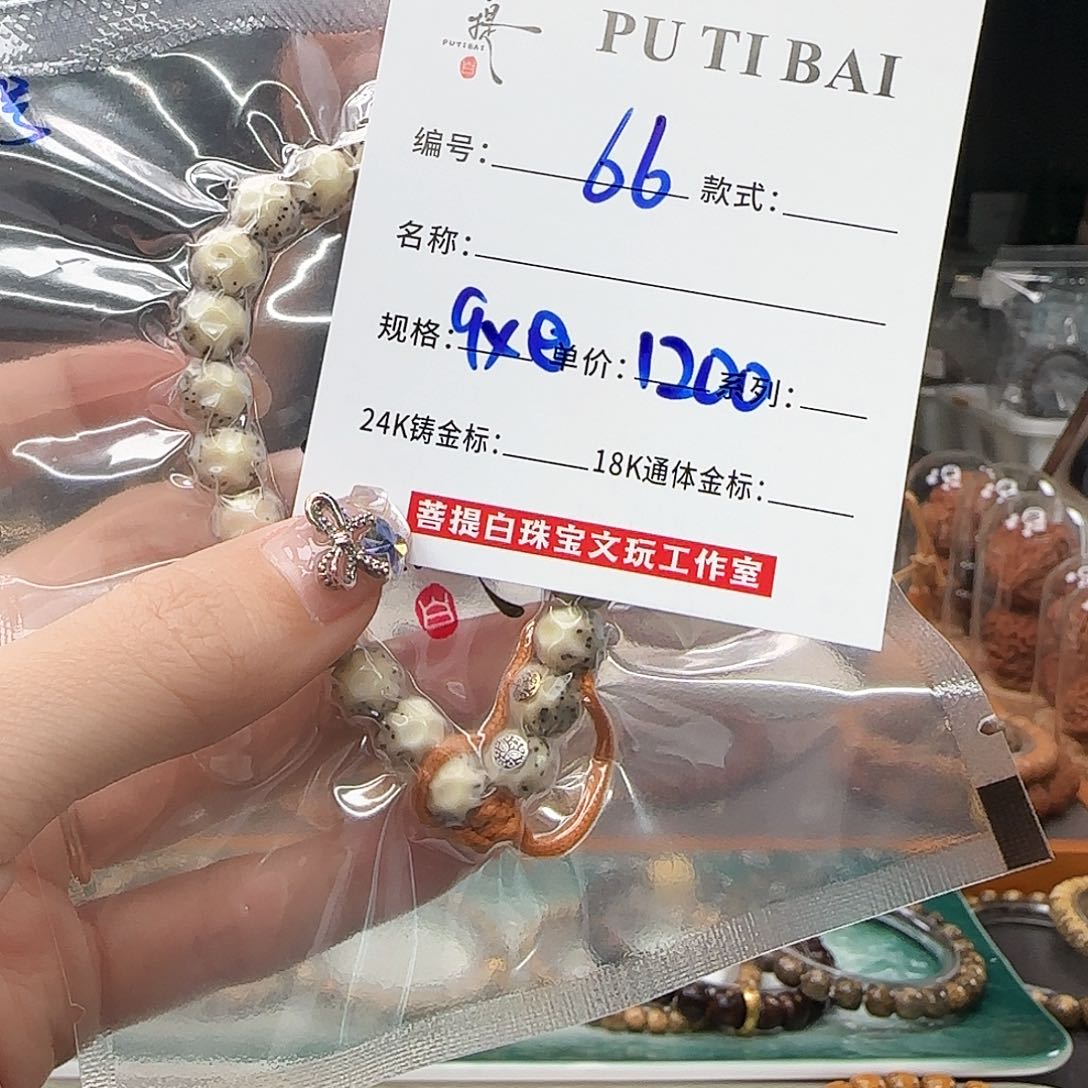 提
PUTIBAI
PU TI BAI
编号: 66 款式:
名称:
规格: 9x8 单价: 1200 系列:
24K铸金标: 18K通体金标:
菩提白珠宝文玩工作室
白